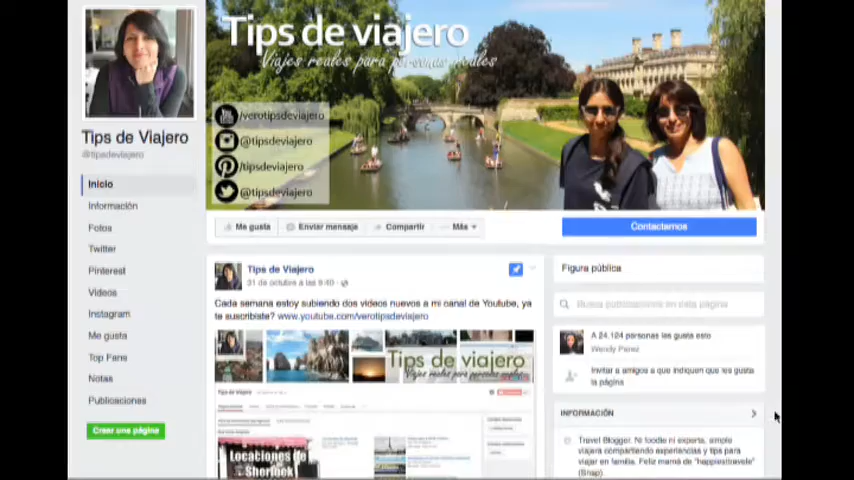 Tips de viajero
Viajes reales para personas reales
/verotipsdeviajero
@tipsdeviajero
/tipsdeviajero
@tipsdeviajero
Tips de Viajero
@tipsdeviajero
Inicio
Información
Fotos
Twitter
Pinterest
Videos
Instagram
Me gusta
Top Fans
Notas
Publicaciones
Crear una página
Me gusta
Enviar mensaje
Compartir
Más
Contactarnos
Tips de Viajero
31 de octubre a las 9:40
Cada semana estoy subiendo dos videos nuevos a mi canal de Youtube, ya
te suscribiste? www.youtube.com/verotipsdeviajero
Tips de viajero
Viajes reales para personas reales
Tips de viajero
Locaciones de
Sherlock
Figura pública
Busca publicaciones en esta página
A 24.124 personas les gusta esto
Wendy Perez
Invitar a amigos a que indiquen que les gusta
la página
INFORMACIÓN
Travel Blogger. Ni foodie ni experta, simple
viajera compartiendo experiencias y tips para
viajar en familia. Feliz mamá de "happiestravele"
(Snap)